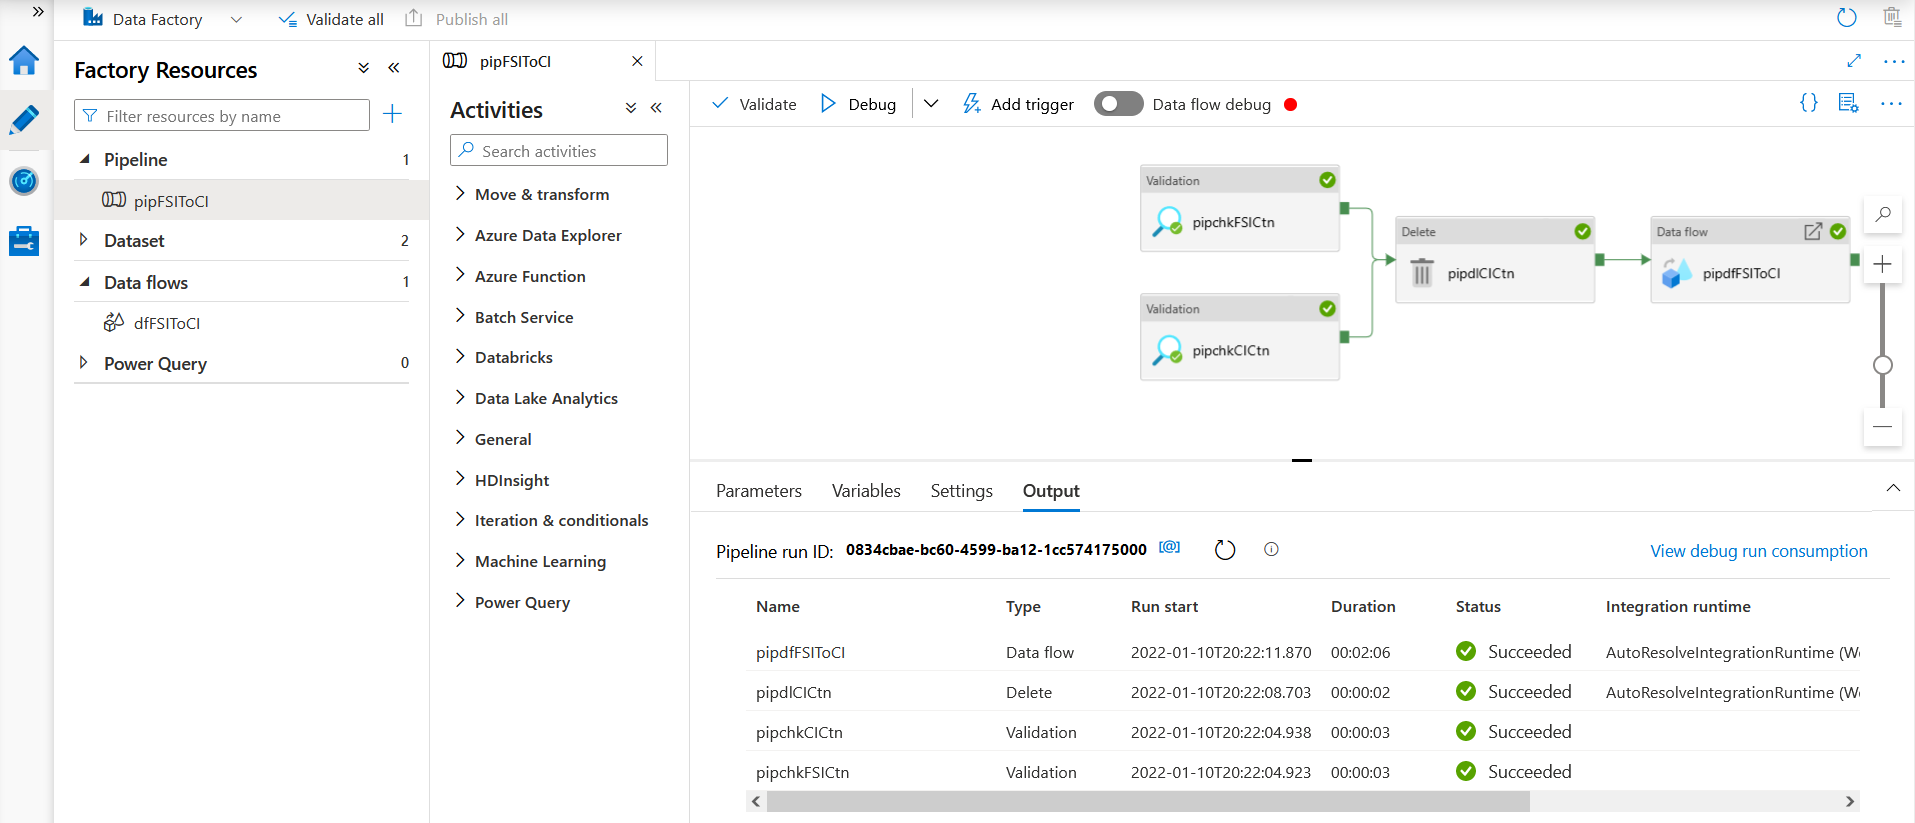 Data Factory
Validate all
Publish all
Factory Resources
Filter resources by name
Pipeline 1
pipFSIToCI
Dataset 2
Data flows 1
dfFSIToCI
Power Query 0
pipFSIToCI
Activities
Search activities
Move & transform
Azure Data Explorer
Azure Function
Batch Service
Databricks
Data Lake Analytics
General
HDInsight
Iteration & conditionals
Machine Learning
Power Query
Validate
Debug
Add trigger
Data flow debug
Validation
pipchkFSICtn
Validation
pipchkCICtn
Delete
pipdlCICtn
Data flow
pipdfFSIToCI
Parameters Variables Settings Output
Pipeline run ID: 0834cbae-bc60-4599-ba12-1cc574175000
View debug run consumption
Name Type Run start Duration Status Integration runtime
pipdfFSIToCI Data flow 2022-01-10T20:22:11.870 00:02:06 Succeeded AutoResolveIntegrationRuntime
pipdlCICtn Delete 2022-01-10T20:22:08.703 00:00:02 Succeeded AutoResolveIntegrationRuntime
pipchkCICtn Validation 2022-01-10T20:22:04.938 00:00:03 Succeeded
pipchkFSICtn Validation 2022-01-10T20:22:04.923 00:00:03 Succeeded